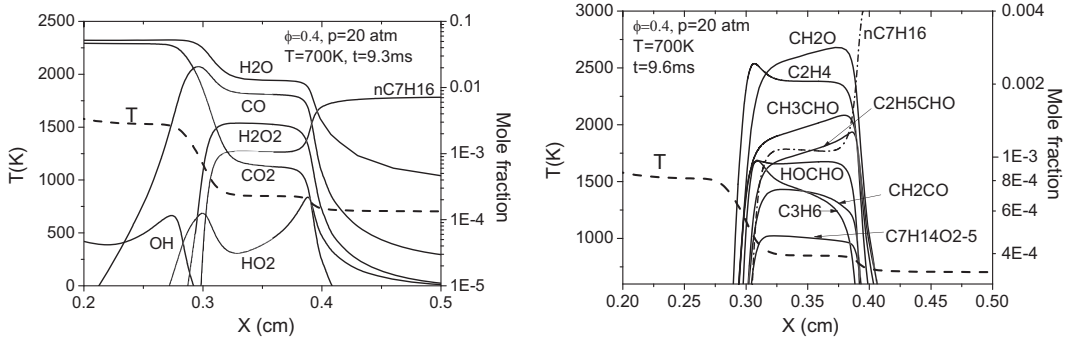 ϕ=0.4, p=20 atm
T=700K, t=9.3ms
H2O
nC7H16
CO
T
H2O2
CO2
OH
HO2
T(K)
2500
2000
1500
1000
500
0
0.1
0.01
1E-3
1E-4
1E-5
Mole fraction
0.2
0.3
0.4
0.5
X (cm)
ϕ=0.4, p=20 atm
T=700K
t=9.6ms
CH2O
nC7H16
C2H4
C2H5CHO
CH3CHO
T
HOCHO
CH2CO
C3H6
C7H14O2-5
T(K)
3000
2500
2000
1500
1000
0.004
0.002
1E-3
8E-4
6E-4
4E-4
Mole fraction
0.20
0.25
0.30
0.35
0.40
0.45
0.50
X (cm)